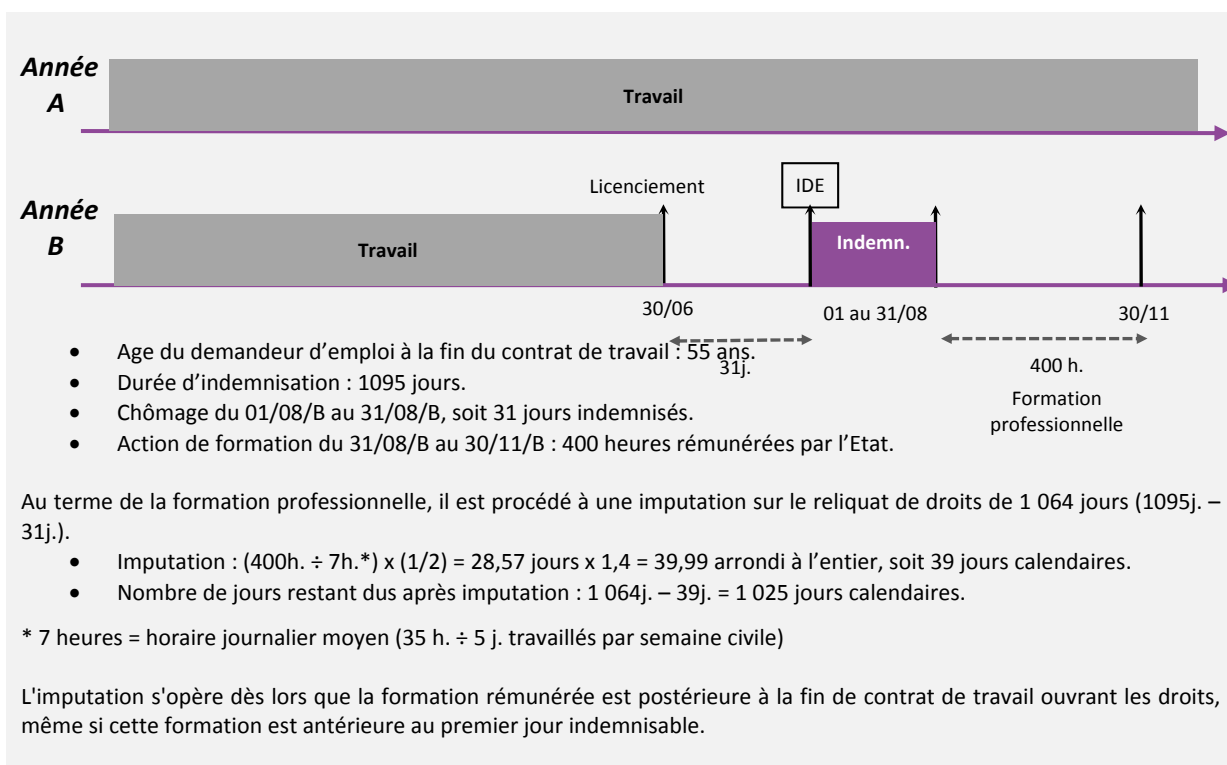 Année
A
Travail
Licenciement
IDE
Année
B
Travail
Indemn.
30/06
01 au 31/08
30/11
• Age du demandeur d’emploi à la fin du contrat de travail : 55 ans.
31j.
400 h.
• Durée d’indemnisation : 1095 jours.
Formation
professionnelle
• Chômage du 01/08/B au 31/08/B, soit 31 jours indemnisés.
• Action de formation du 31/08/B au 30/11/B : 400 heures rémunérées par l’Etat.
Au terme de la formation professionnelle, il est procédé à une imputation sur le reliquat de droits de 1 064 jours (1095j. –
31j.).
• Imputation : (400h. ÷ 7h.*) x (1/2) = 28,57 jours x 1,4 = 39,99 arrondi à l’entier, soit 39 jours calendaires.
• Nombre de jours restant dus après imputation : 1 064j. – 39j. = 1 025 jours calendaires.
* 7 heures = horaire journalier moyen (35 h. ÷ 5 j. travaillés par semaine civile)
L'imputation s'opère dès lors que la formation rémunérée est postérieure à la fin de contrat de travail ouvrant les droits,
même si cette formation est antérieure au premier jour indemnisable.